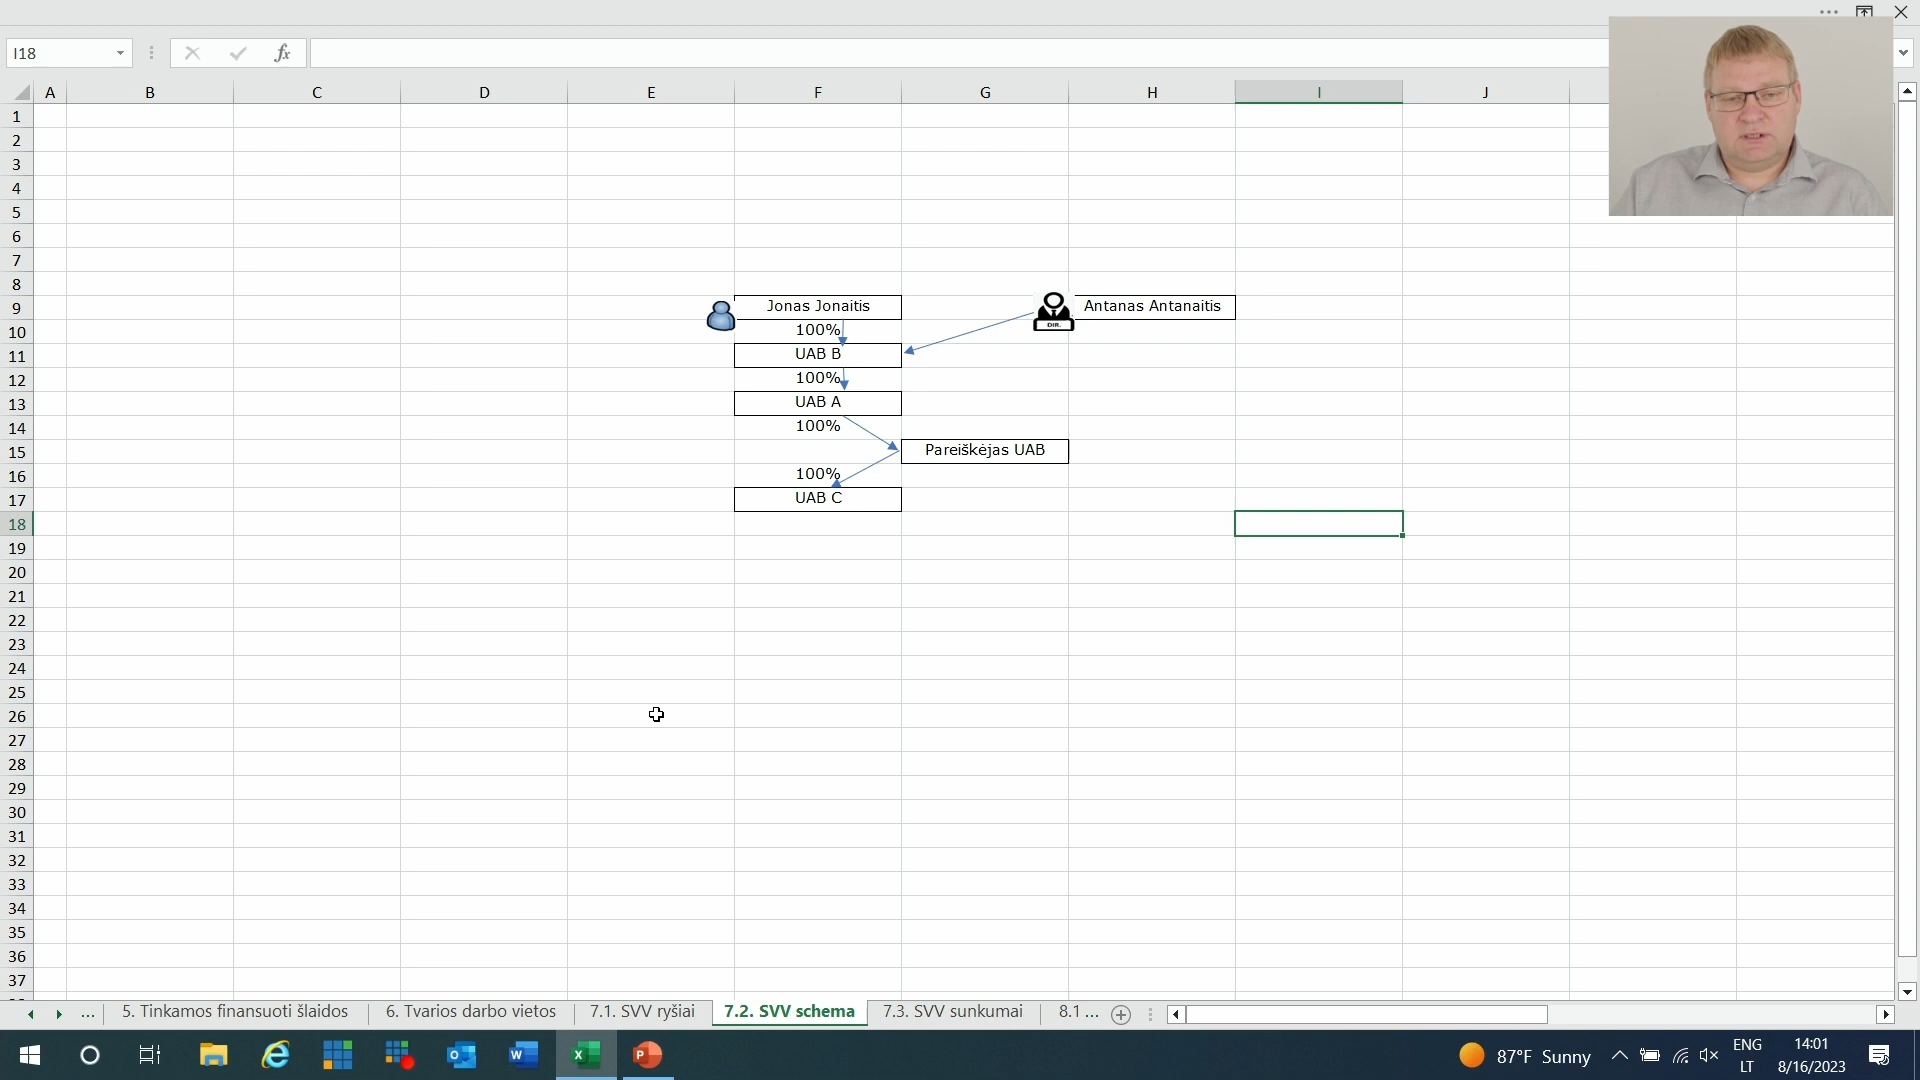 I18
fx
A B C D E F G H I J
1
2
3
4
5
6
7
8
9 Jonas Jonaitis DIR. Antanas Antanaitis
10 100%
11 UAB B
12 100%
13 UAB A
14 100%
15 Pareiškėjas UAB
16 100%
17 UAB C
18
19
20
21
22
23
24
25
26
27
28
29
30
31
32
33
34
35
36
37
... 5. Tinkamos finansuoti šlaidos 6. Tvarios darbo vietos 7.1. SVV ryšiai 7.2. SVV schema 7.3. SVV sunkumai 8.1 ...
87°F Sunny ENG 14:01
LT 8/16/2023